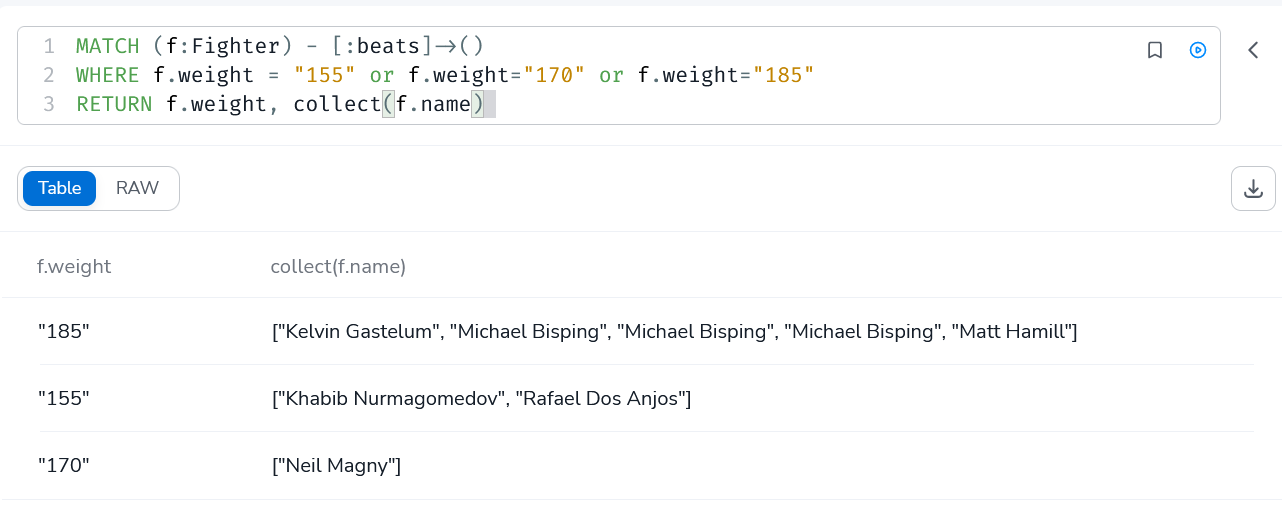 1 MATCH (f:Fighter) - [:beats]->()
2 WHERE f.weight = "155" or f.weight="170" or f.weight="185"
3 RETURN f.weight, collect(f.name)
Table RAW
f.weight collect(f.name)
"185" ["Kelvin Gastelum", "Michael Bisping", "Michael Bisping", "Michael Bisping", "Matt Hamill"]
"155" ["Khabib Nurmagomedov", "Rafael Dos Anjos"]
"170" ["Neil Magny"]